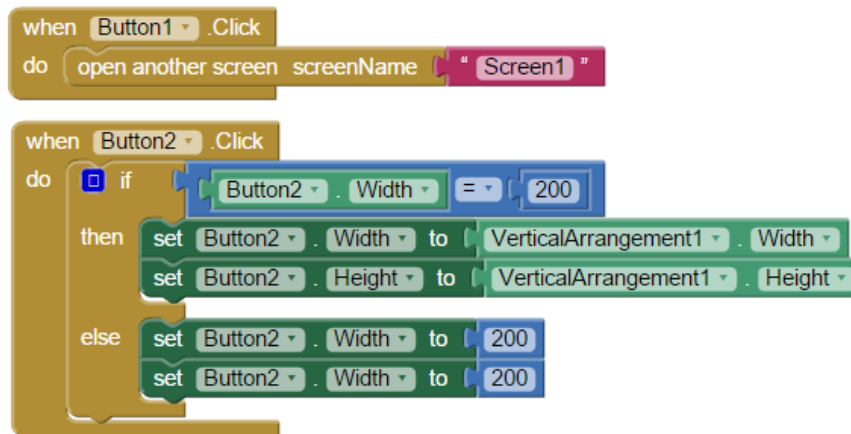 when Button1 .Click
do open another screen screenName “ Screen1 ”
when Button2 .Click
do if Button2 . Width = 200
then set Button2 . Width to VerticalArrangement1 . Width
set Button2 . Height to VerticalArrangement1 . Height
else set Button2 . Width to 200
set Button2 . Width to 200